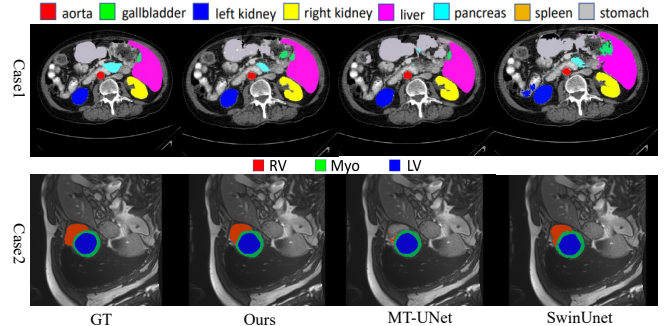 aorta gallbladder left kidney right kidney liver pancreas spleen stomach
Case1
RV Myo LV
Case2
GT Ours MT-UNet SwinUnet